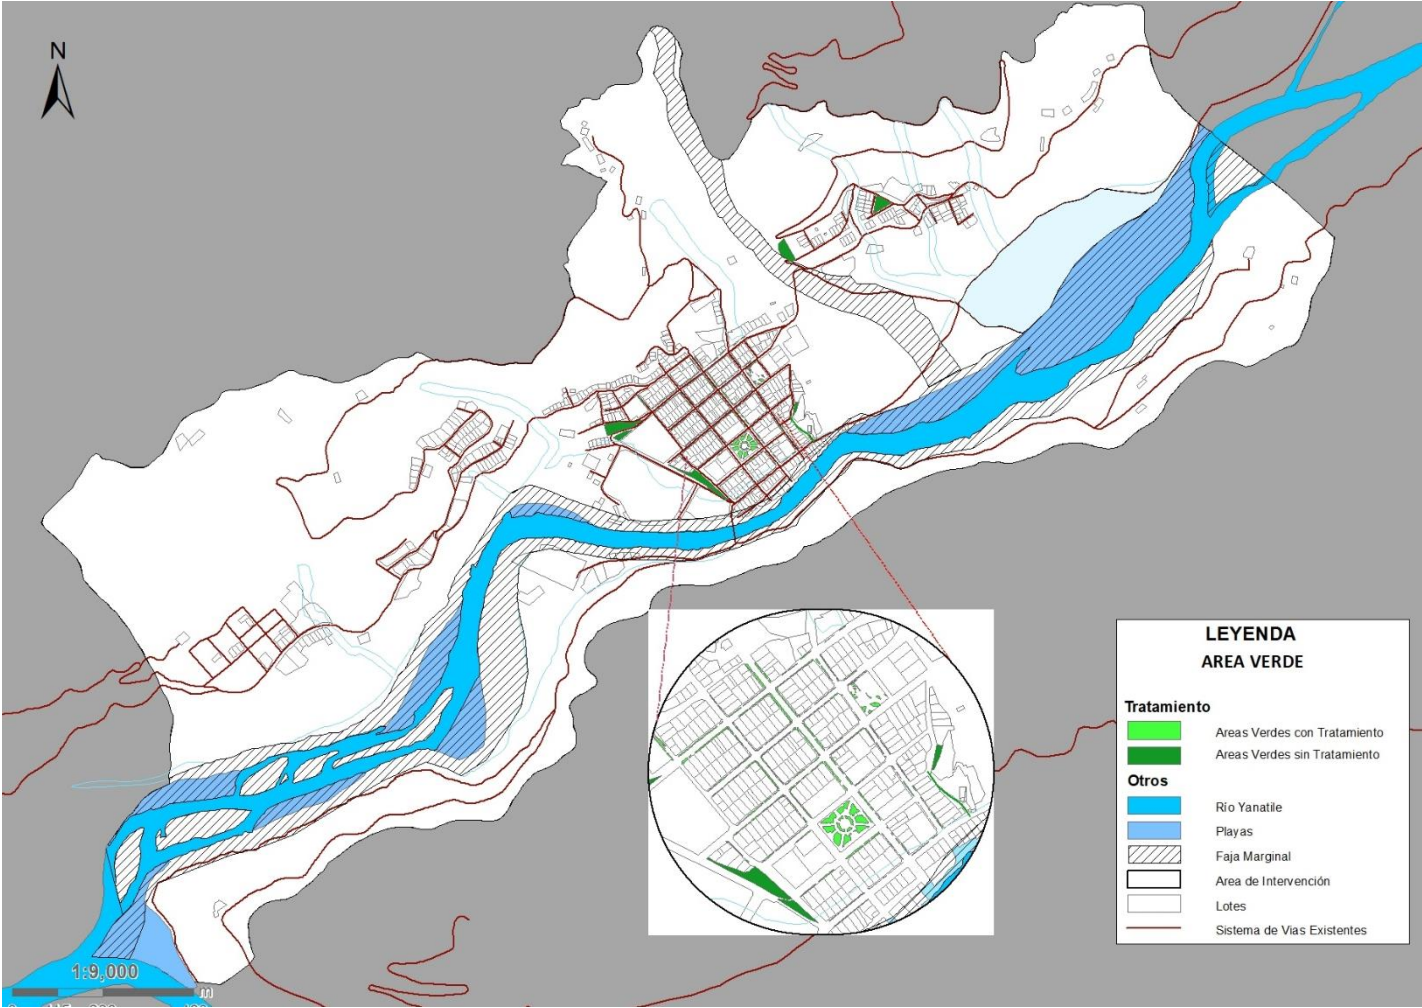 N
LEYENDA
AREA VERDE
Tratamiento
Areas Verdes con Tratamiento
Areas Verdes sin Tratamiento
Otros
Río Yanatile
Playas
Faja Marginal
Area de Intervención
Lotes
Sistema de Vias Existentes
1:9,000
m